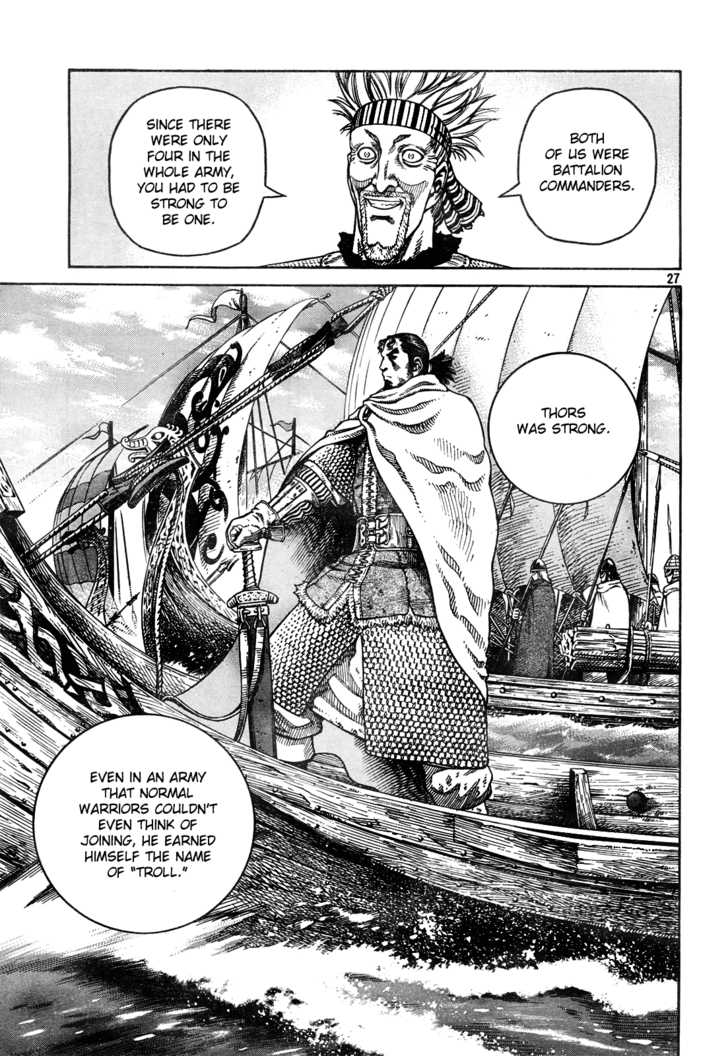 BOTH
OF US WERE
BATTALION
COMMANDERS.
SINCE THERE
WERE ONLY
FOUR IN THE
WHOLE ARMY,
YOU HAD TO BE
STRONG TO
BE ONE.
27
THORS
WAS STRONG.
EVEN IN AN ARMY
THAT NORMAL
WARRIORS COULDN'T
EVEN THINK OF
JOINING, HE EARNED
HIMSELF THE NAME
OF "TROLL."